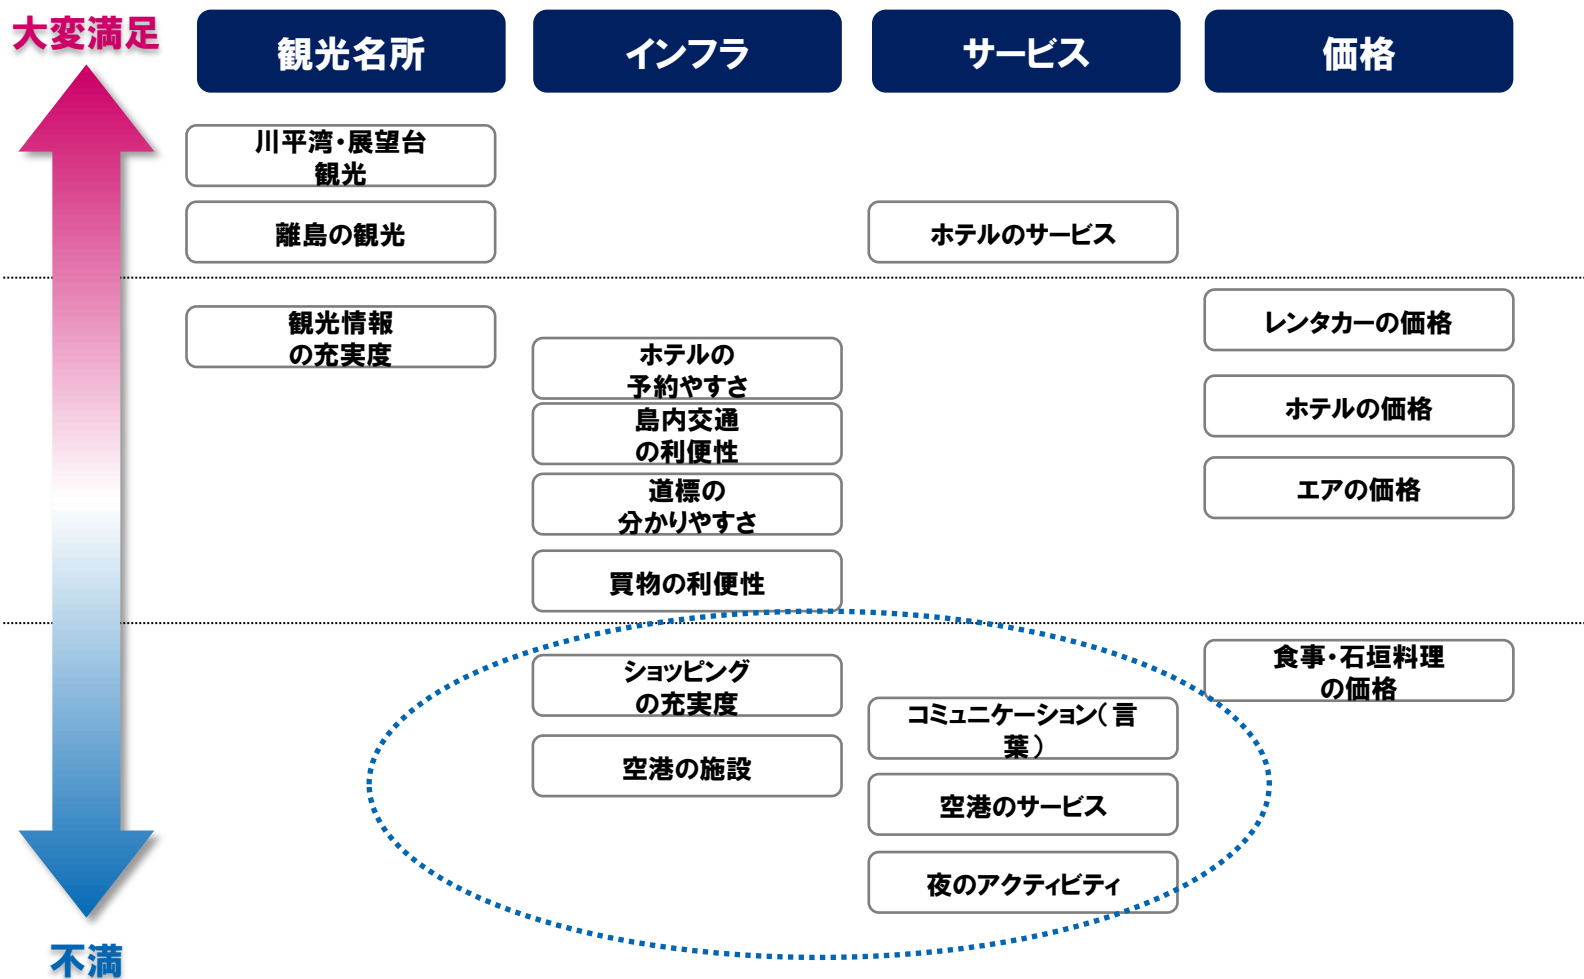 大変満足
観光名所
インフラ
サービス
価格
川平湾・展望台
観光
離島の観光
ホテルのサービス
観光情報
の充実度
レンタカーの価格
ホテルの
予約やすさ
ホテルの価格
島内交通
の利便性
道標の
分かりやすさ
エアの価格
買物の利便性
ショッピング
の充実度
食事・石垣料理
の価格
コミュニケーション(言
葉)
空港の施設
空港のサービス
夜のアクティビティ
不満